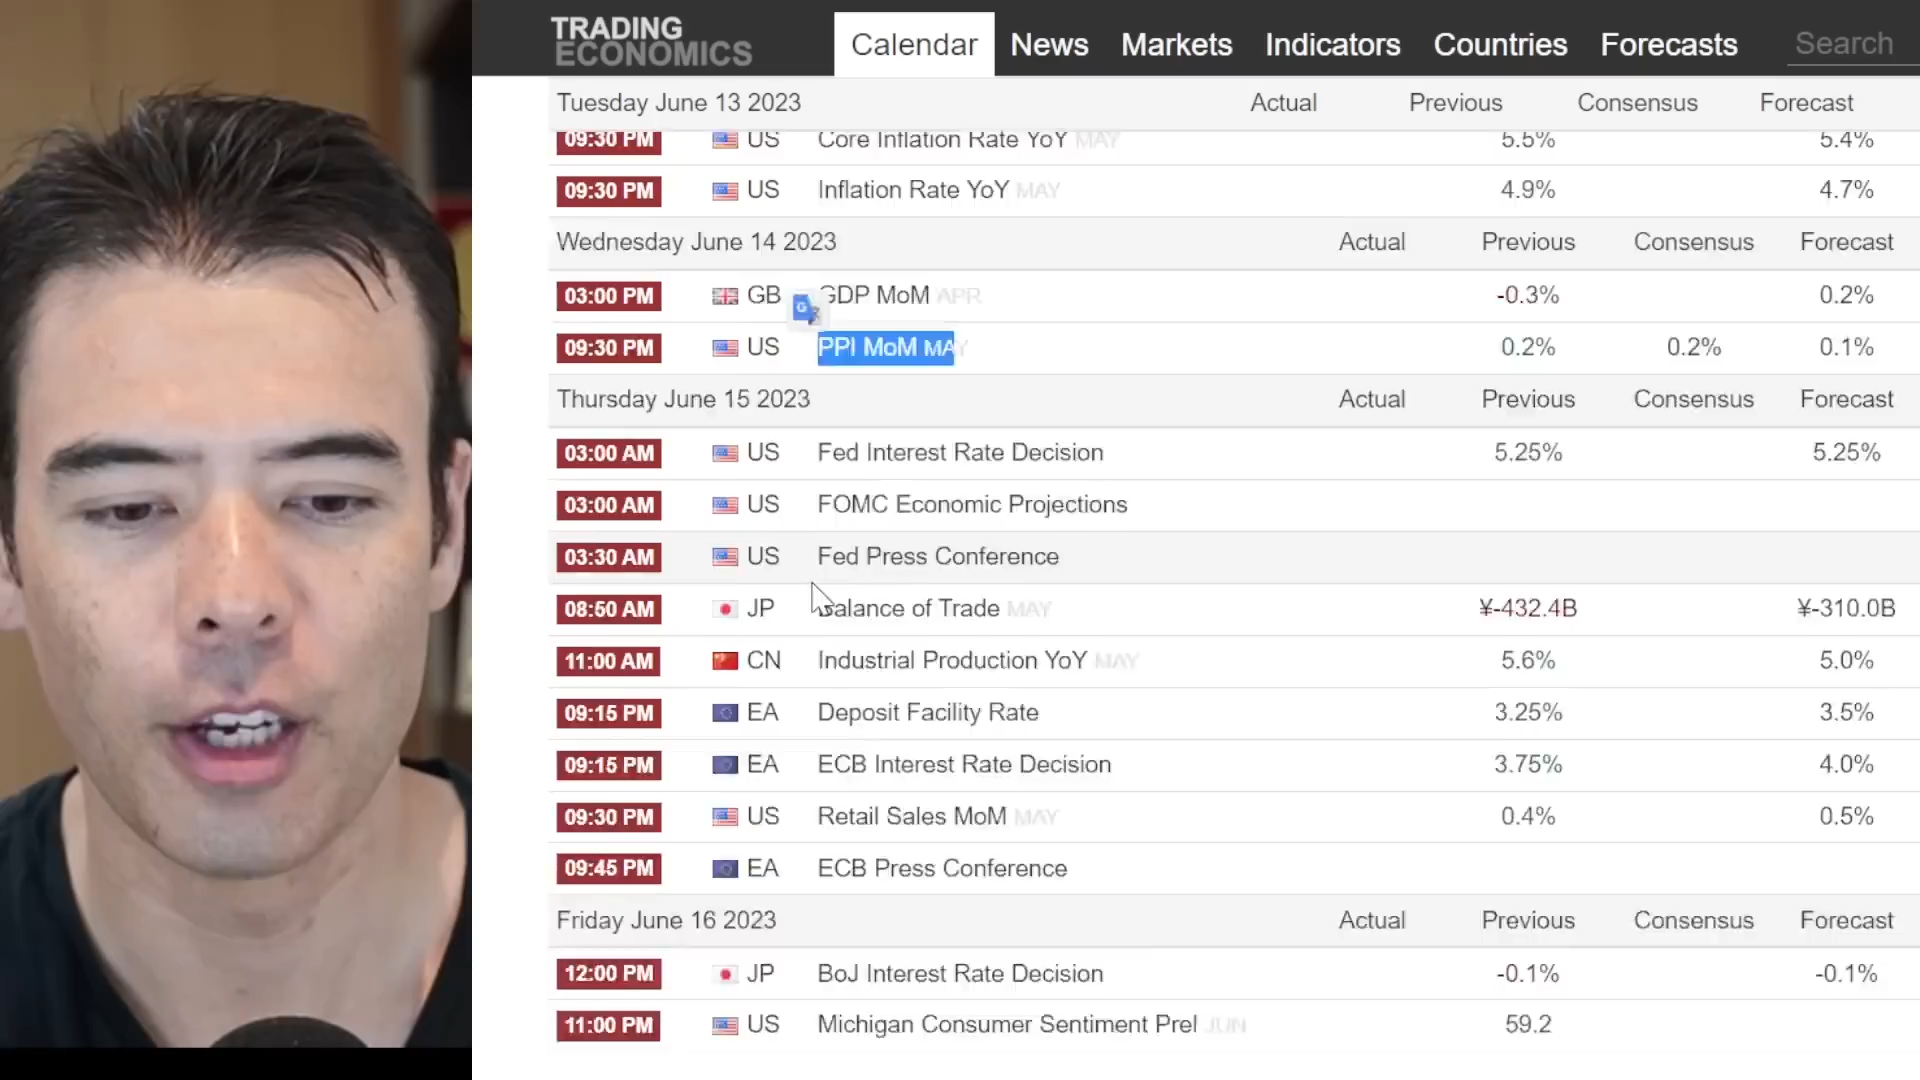 TRADING
ECONOMICS
Calendar News Markets Indicators Countries Forecasts Search
Tuesday June 13 2023 Actual Previous Consensus Forecast
09:30 PM US Core Inflation Rate YoY MAY 5.5% 5.4%
09:30 PM US Inflation Rate YoY MAY 4.9% 4.7%
Wednesday June 14 2023 Actual Previous Consensus Forecast
03:00 PM GB GDP MoM APR -0.3% 0.2%
09:30 PM US PPI MoM MAY 0.2% 0.2% 0.1%
Thursday June 15 2023 Actual Previous Consensus Forecast
03:00 AM US Fed Interest Rate Decision 5.25% 5.25%
03:00 AM US FOMC Economic Projections
03:30 AM US Fed Press Conference
08:50 AM JP Balance of Trade MAY ¥-432.4B ¥-310.0B
11:00 AM CN Industrial Production YoY MAY 5.6% 5.0%
09:15 PM EA Deposit Facility Rate 3.25% 3.5%
09:15 PM EA ECB Interest Rate Decision 3.75% 4.0%
09:30 PM US Retail Sales MoM MAY 0.4% 0.5%
09:45 PM EA ECB Press Conference
Friday June 16 2023 Actual Previous Consensus Forecast
12:00 PM JP BoJ Interest Rate Decision -0.1% -0.1%
11:00 PM US Michigan Consumer Sentiment Prel JUN 59.2